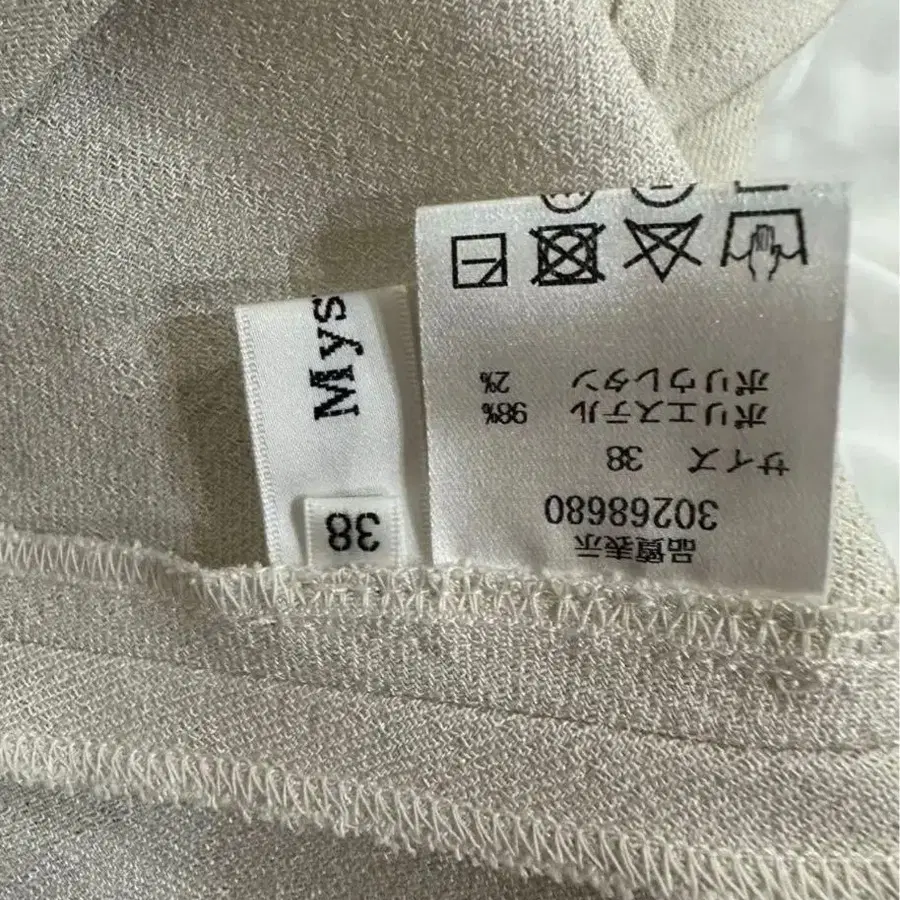 Mys
38
品質表示
30268680
サイズ 38
ポリエステル 98%
ポリウレタン 2%